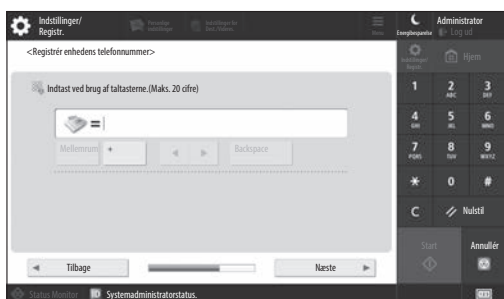 Indstillinger/
Registr.
Personlige
indstillinger
Indstillinger for
Dest./Videres.
Menu
Energibesparelse
Administrator
Log ud
<Registrér enhedens telefonnummer>
Indstillinger/
Registr.
Hjem
Indtast ved brug af taltasterne.(Maks. 20 cifre)
=
Mellemrum
+
Backspace
1
2
ABC
3
DEF
4
GHI
5
JKL
6
MNO
7
PQRS
8
TUV
9
WXYZ
*
0
#
C
Nulstil
Start
Annullér
Tilbage
Næste
Status Monitor
Systemadministratorstatus.